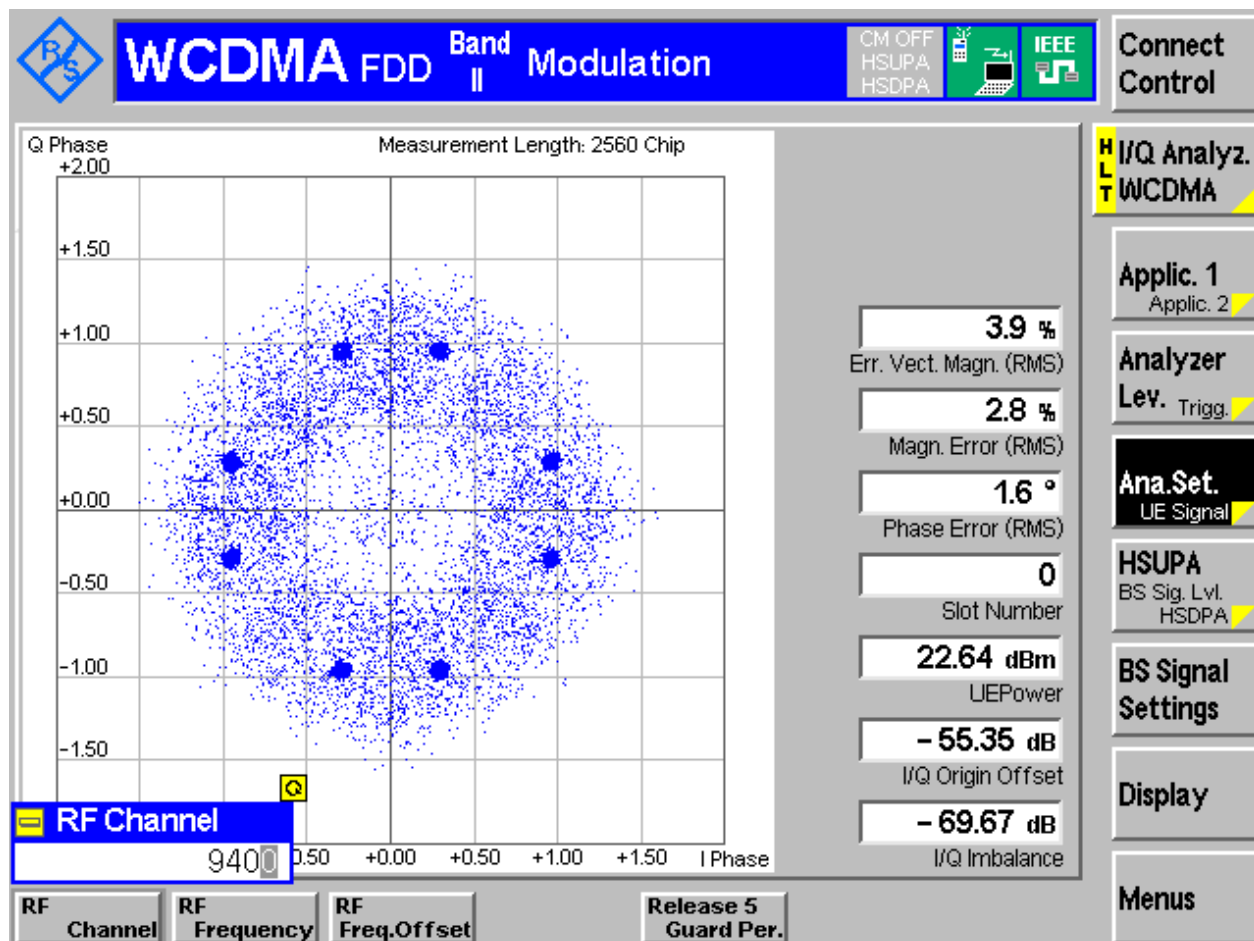 R&S
WCDMA FDD Band II Modulation
CM OFF
HSUPA
HSDPA
IEEE
Connect
Control
Q Phase
Measurement Length: 2560 Chip
+2.00
+1.50
+1.00
+0.50
+0.00
-0.50
-1.00
-1.50
Q
RF Channel
9400
0.50 +0.00 +0.50 +1.00 +1.50 I Phase
3.9 %
Err. Vect. Magn. (RMS)
2.8 %
Magn. Error (RMS)
1.6 °
Phase Error (RMS)
0
Slot Number
22.64 dBm
UEPower
- 55.35 dB
I/Q Origin Offset
- 69.67 dB
I/Q Imbalance
HLT
I/Q Analyz.
WCDMA
Applic. 1
Applic. 2
Analyzer
Lev. Trigg.
Ana.Set.
UE Signal
HSUPA
BS Sig. Lvl.
HSDPA
BS Signal
Settings
Display
Menus
RF
Channel
RF
Frequency
RF
Freq.Offset
Release 5
Guard Per.